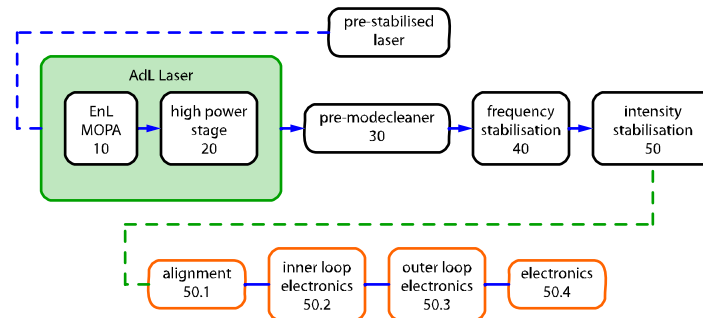 pre-stabilised
laser
AdL Laser
EnL
MOPA
10
high power
stage
20
pre-modecleaner
30
frequency
stabilisation
40
intensity
stabilisation
50
alignment
50.1
inner loop
electronics
50.2
outer loop
electronics
50.3
electronics
50.4